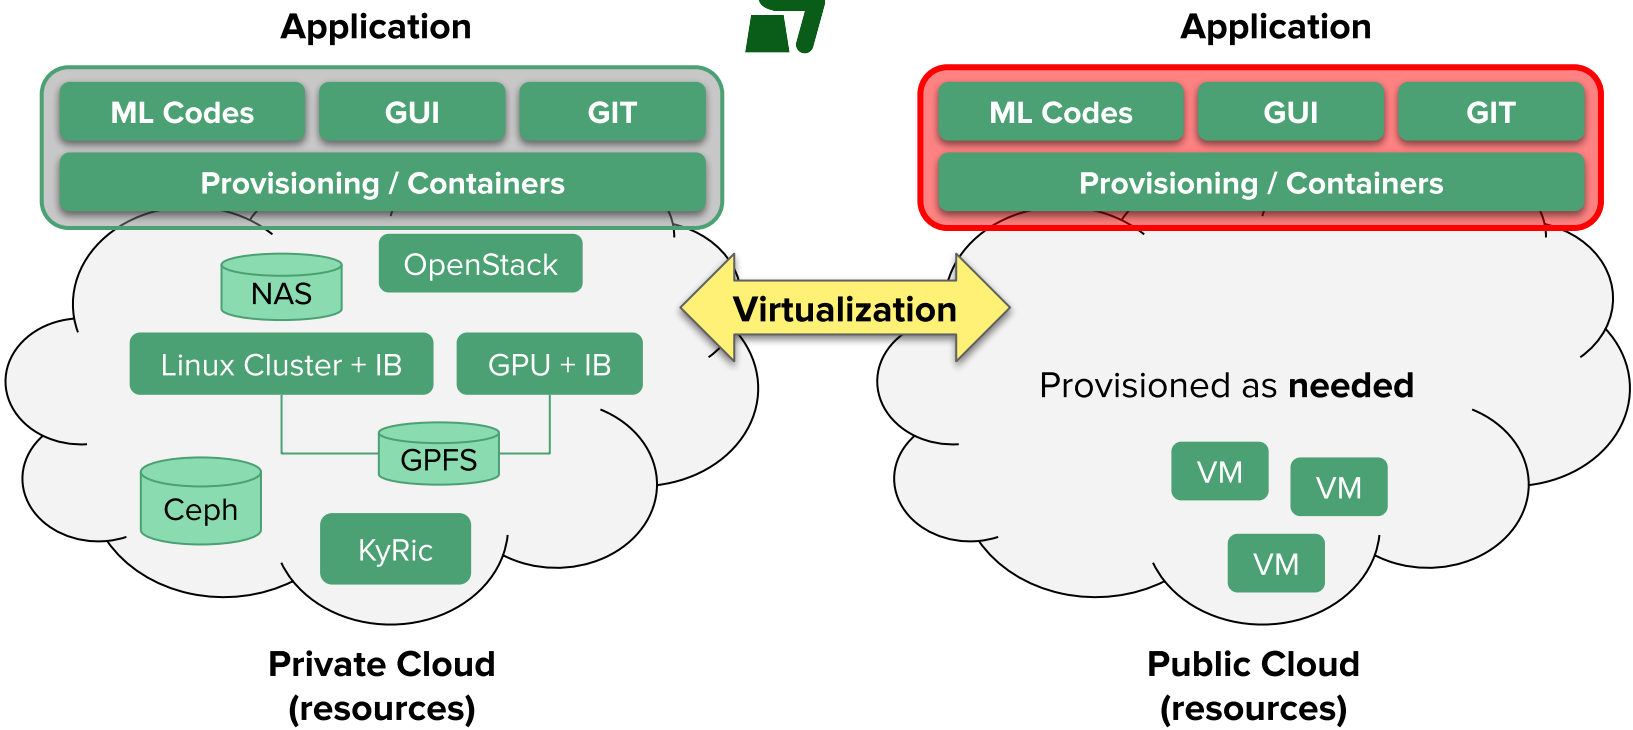 Application
ML Codes
GUI
GIT
Provisioning / Containers
OpenStack
NAS
Linux Cluster + IB
GPU + IB
GPFS
Ceph
KyRic
Private Cloud
(resources)
Virtualization
Application
ML Codes
GUI
GIT
Provisioning / Containers
Provisioned as needed
VM
VM
VM
Public Cloud
(resources)